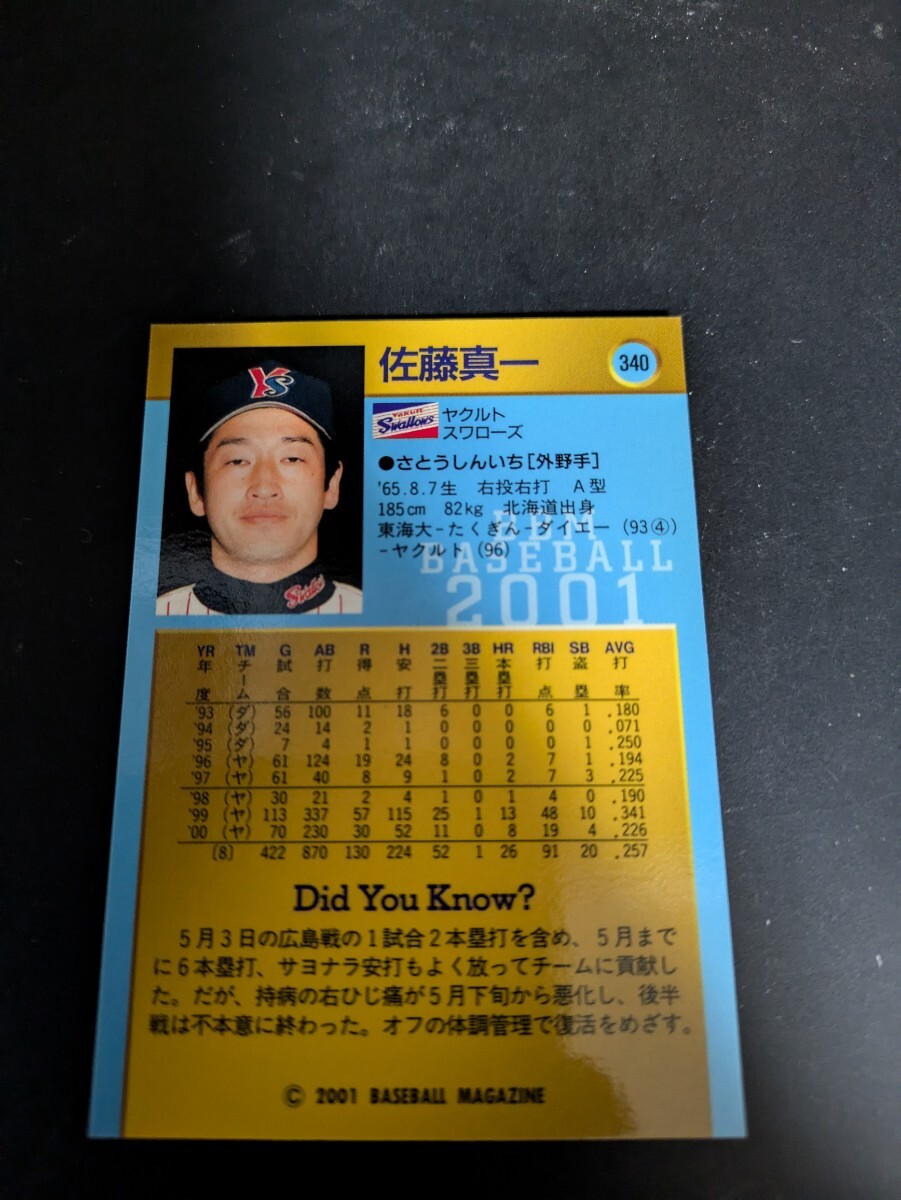 佐藤真一
340
YS
YAKULT
Swallows
ヤクルト
スワローズ
●さとうしんいち[外野手]
'65.8.7生 右投右打 A型
185cm 82kg 北海道出身
東海大-たくぎん-ダイエー (93④)
-ヤクルト (96)
BBM
BASEBALL
2001
YR TM G AB R H 2B 3B HR RBI SB AVG
年度 チーム 試合 打数 得点 安打 二塁打 三塁打 本塁打 打点 盗塁 打率
'93 (ダ) 56 100 11 18 6 0 0 6 1 .180
'94 (ダ) 24 14 2 1 0 0 0 0 0 .071
'95 (ダ) 7 4 1 1 0 0 0 0 1 .250
'96 (ヤ) 61 124 19 24 8 0 2 7 1 .194
'97 (ヤ) 61 40 8 9 1 0 2 7 3 .225
'98 (ヤ) 30 21 2 4 1 0 1 4 0 .190
'99 (ヤ) 113 337 57 115 25 1 13 48 10 .341
'00 (ヤ) 70 230 30 52 11 0 8 19 4 .226
(8) 422 870 130 224 52 1 26 91 20 .257
Did You Know?
5月3日の広島戦の1試合2本塁打を含め、5月まで
に6本塁打、サヨナラ安打もよく放ってチームに貢献し
た。だが、持病の右ひじ痛が5月下旬から悪化し、後半
戦は不本意に終わった。オフの体調管理で復活をめざす。
© 2001 BASEBALL MAGAZINE